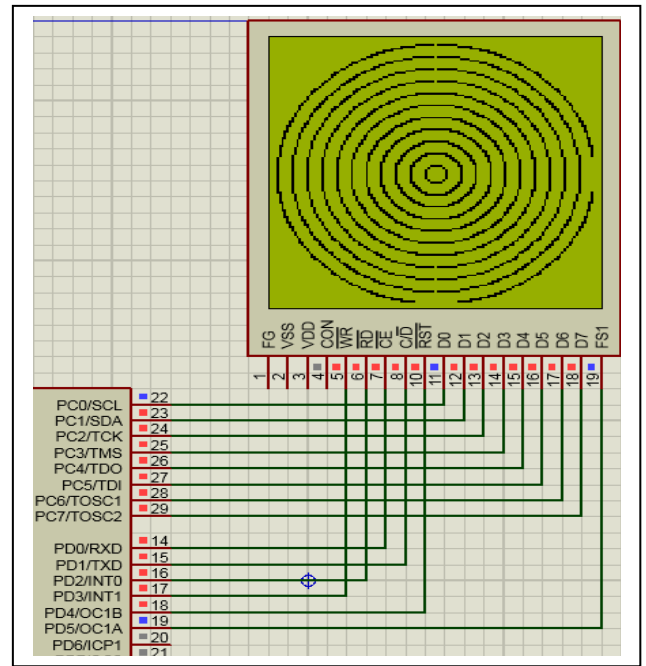 FG VSS VDD CON WR RD CE C/D RST D0 D1 D2 D3 D4 D5 D6 D7 FS1
1 2 3 4 5 6 7 8 10 11 12 13 14 15 16 17 18 19
PC0/SCL 22
PC1/SDA 23
PC2/TCK 24
PC3/TMS 25
PC4/TDO 26
PC5/TDI 27
PC6/TOSC1 28
PC7/TOSC2 29
PD0/RXD 14
PD1/TXD 15
PD2/INT0 16
PD3/INT1 17
PD4/OC1B 18
PD5/OC1A 19
PD6/ICP1 20
21